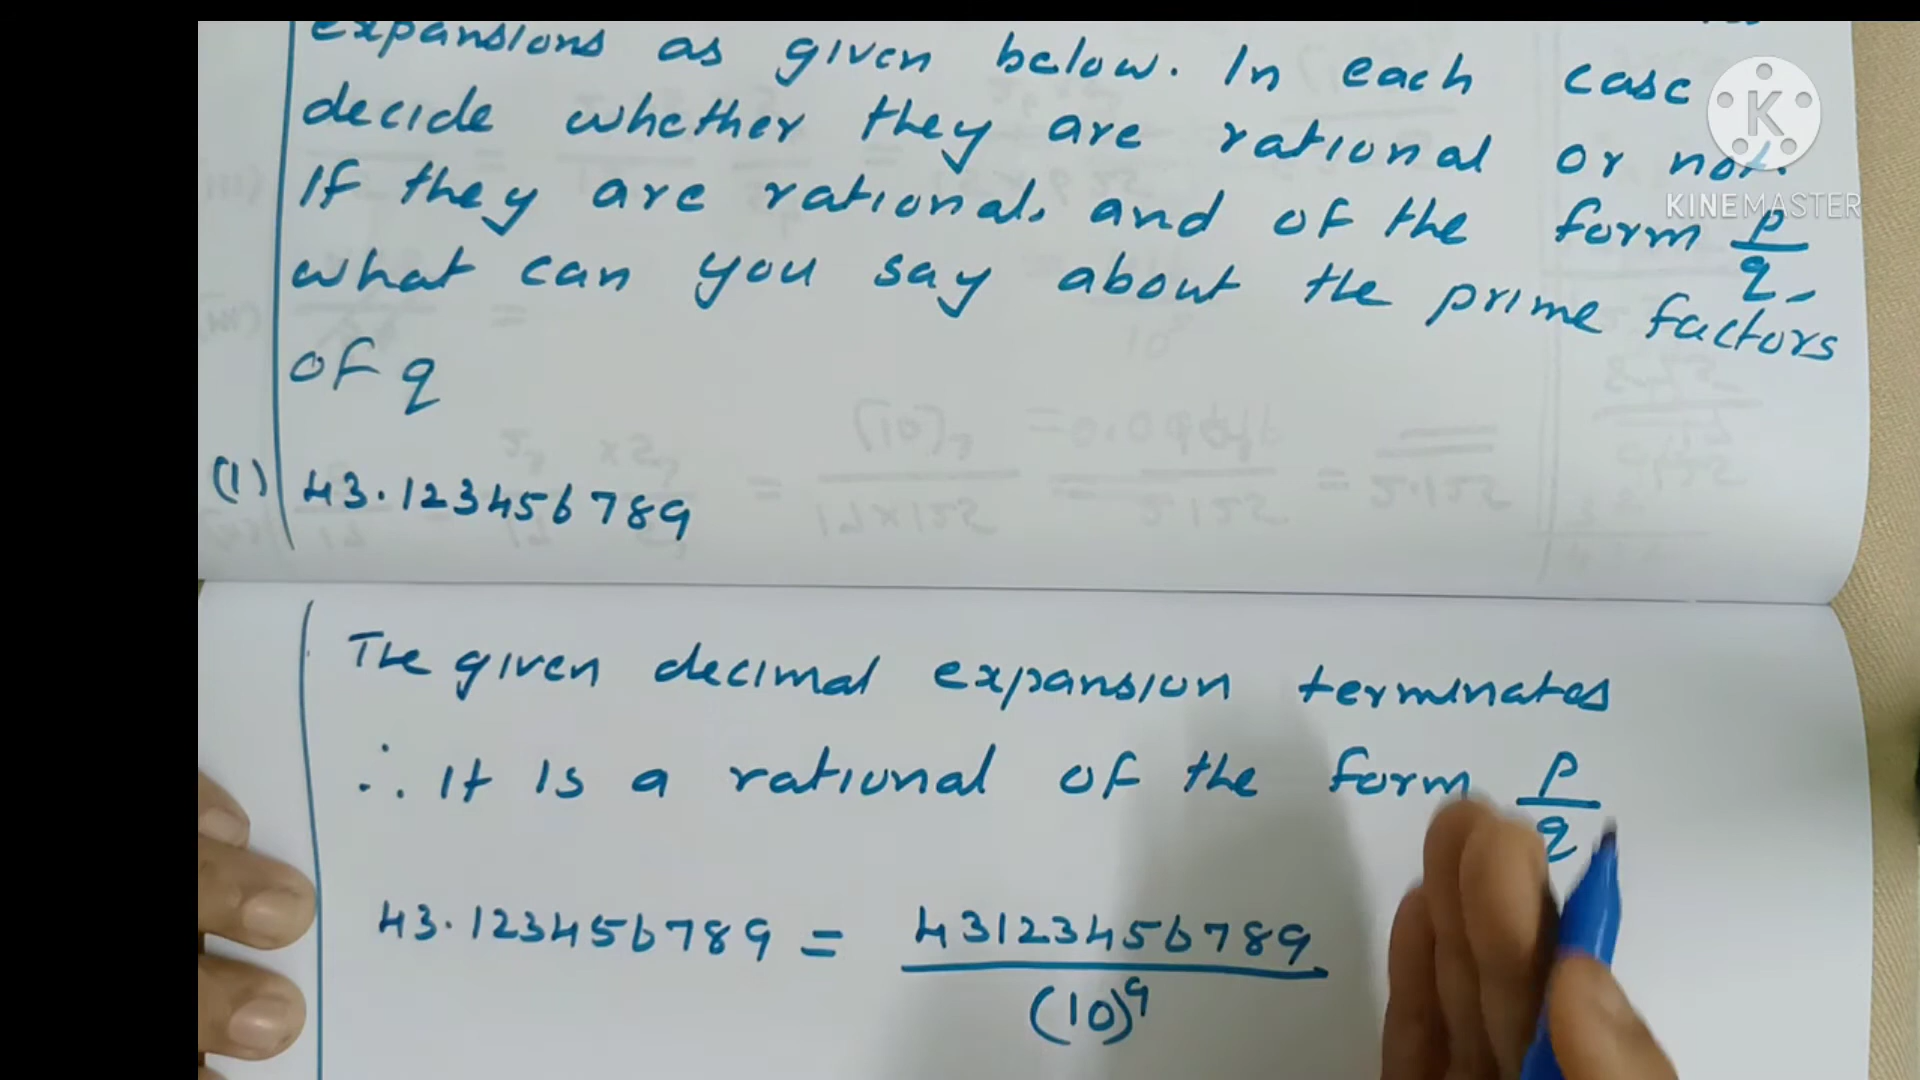 expansions as given below. In each case
decide whether they are rational or not.
If they are rational, and of the form p/q,
what can you say about the prime factors
of q
(1) 43.123456789
The given decimal expansion terminates
∴ It is a rational of the form p/q
43.123456789 = 43123456789/(10)^9
K
KINEMASTER